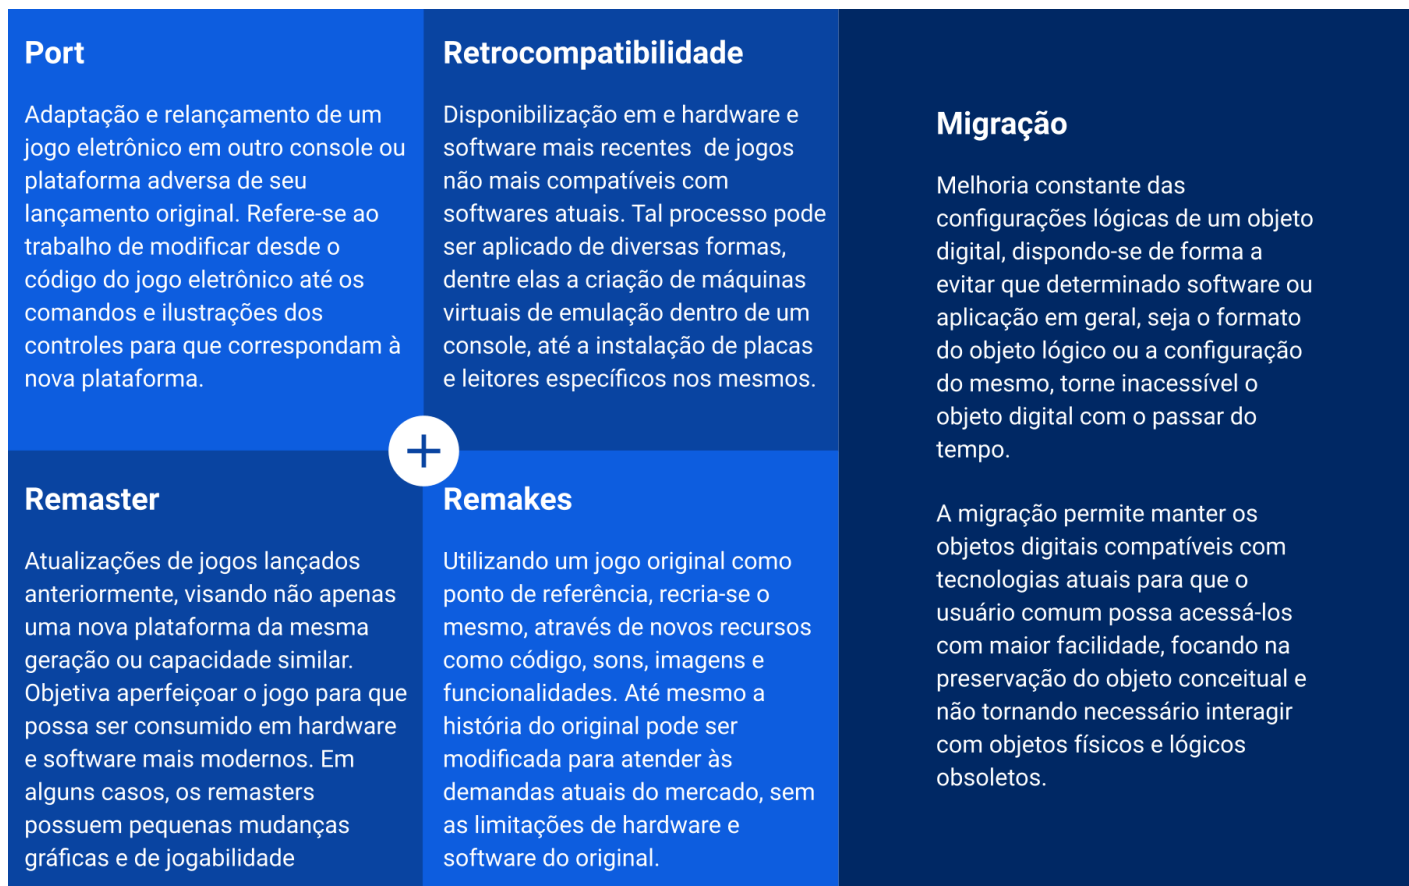 Port
Adaptação e relançamento de um
jogo eletrônico em outro console ou
plataforma adversa de seu
lançamento original. Refere-se ao
trabalho de modificar desde o
código do jogo eletrônico até os
comandos e ilustrações dos
controles para que correspondam à
nova plataforma.
Retrocompatibilidade
Disponibilização em e hardware e
software mais recentes  de jogos
não mais compatíveis com
softwares atuais. Tal processo pode
ser aplicado de diversas formas,
dentre elas a criação de máquinas
virtuais de emulação dentro de um
console, até a instalação de placas
e leitores específicos nos mesmos.
+
Remaster
Atualizações de jogos lançados
anteriormente, visando não apenas
uma nova plataforma da mesma
geração ou capacidade similar.
Objetiva aperfeiçoar o jogo para que
possa ser consumido em hardware
e software mais modernos. Em
alguns casos, os remasters
possuem pequenas mudanças
gráficas e de jogabilidade
Remakes
Utilizando um jogo original como
ponto de referência, recria-se o
mesmo, através de novos recursos
como código, sons, imagens e
funcionalidades. Até mesmo a
história do original pode ser
modificada para atender às
demandas atuais do mercado, sem
as limitações de hardware e
software do original.
Migração
Melhoria constante das
configurações lógicas de um objeto
digital, dispondo-se de forma a
evitar que determinado software ou
aplicação em geral, seja o formato
do objeto lógico ou a configuração
do mesmo, torne inacessível o
objeto digital com o passar do
tempo.
A migração permite manter os
objetos digitais compatíveis com
tecnologias atuais para que o
usuário comum possa acessá-los
com maior facilidade, focando na
preservação do objeto conceitual e
não tornando necessário interagir
com objetos físicos e lógicos
obsoletos.